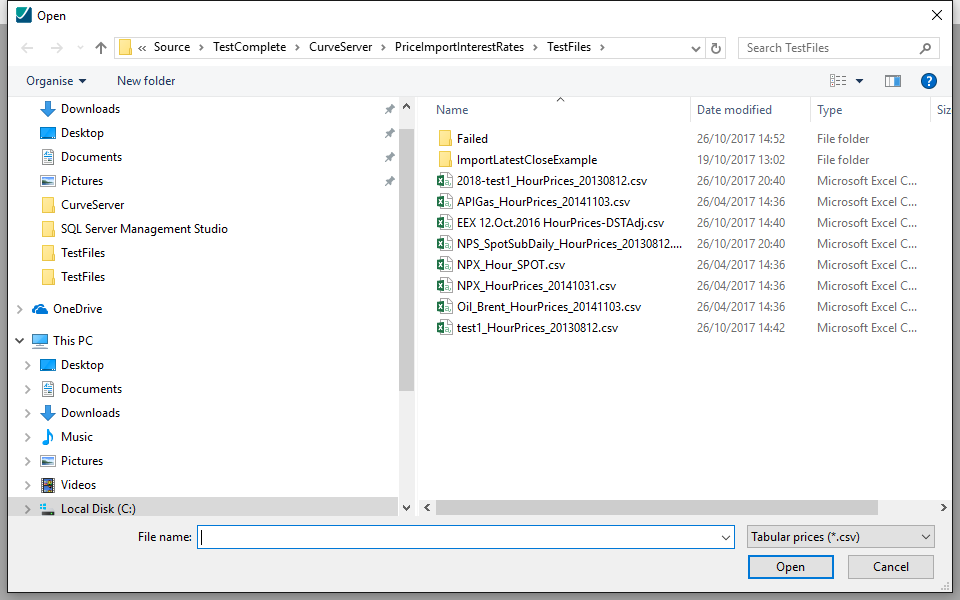 Open
« Source > TestComplete > CurveServer > PriceImportInterestRates > TestFiles >
Search TestFiles
Organise
New folder
?
Downloads
Desktop
Documents
Pictures
CurveServer
SQL Server Management Studio
TestFiles
TestFiles
OneDrive
This PC
Desktop
Documents
Downloads
Music
Pictures
Videos
Local Disk (C:)
Name Date modified Type Siz
Failed 26/10/2017 14:52 File folder
ImportLatestCloseExample 19/10/2017 13:02 File folder
2018-test1_HourPrices_20130812.csv 26/10/2017 20:40 Microsoft Excel C...
APIGas_HourPrices_20141103.csv 26/04/2017 14:36 Microsoft Excel C...
EEX 12.Oct.2016 HourPrices-DSTAdj.csv 26/10/2017 14:40 Microsoft Excel C...
NPS_SpotSubDaily_HourPrices_20130812.... 26/10/2017 20:40 Microsoft Excel C...
NPX_Hour_SPOT.csv 26/04/2017 14:36 Microsoft Excel C...
NPX_HourPrices_20141031.csv 26/04/2017 14:36 Microsoft Excel C...
Oil_Brent_HourPrices_20141103.csv 26/04/2017 14:36 Microsoft Excel C...
test1_HourPrices_20130812.csv 26/10/2017 14:42 Microsoft Excel C...
File name:
Tabular prices (*.csv)
Open
Cancel